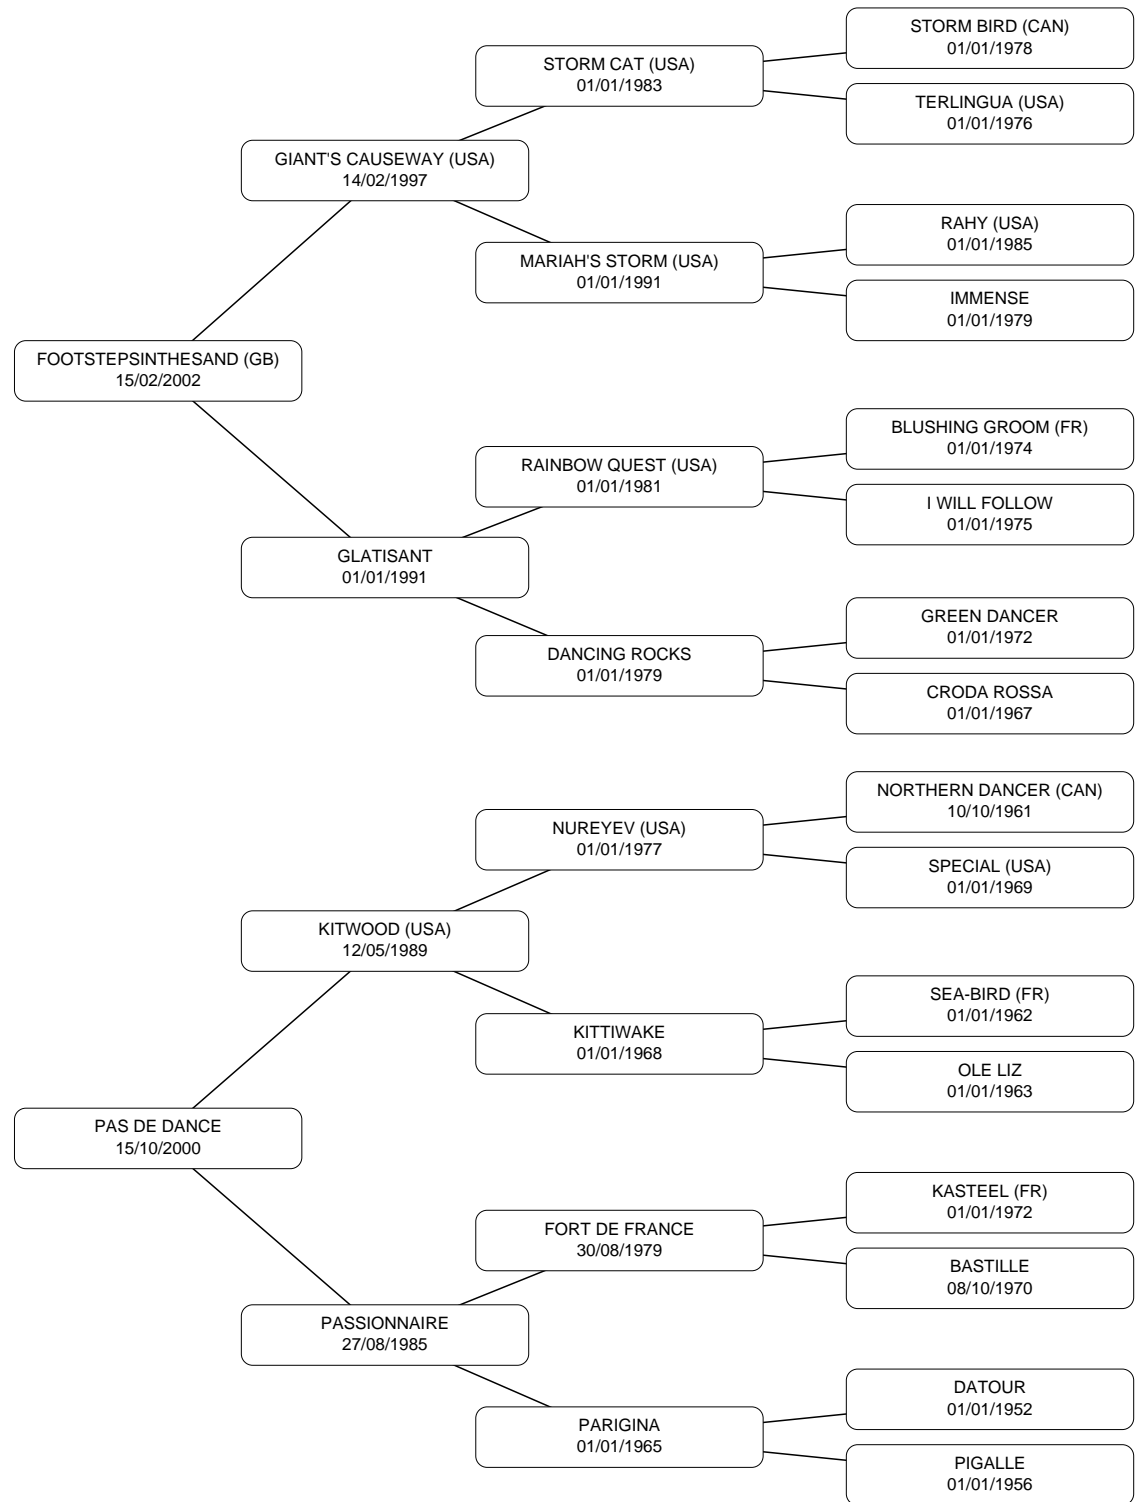 STORM BIRD (CAN)
01/01/1978
STORM CAT (USA)
01/01/1983
TERLINGUA (USA)
01/01/1976
GIANT'S CAUSEWAY (USA)
14/02/1997
RAHY (USA)
01/01/1985
MARIAH'S STORM (USA)
01/01/1991
IMMENSE
01/01/1979
FOOTSTEPSINTHESAND (GB)
15/02/2002
BLUSHING GROOM (FR)
01/01/1974
RAINBOW QUEST (USA)
01/01/1981
I WILL FOLLOW
01/01/1975
GLATISANT
01/01/1991
GREEN DANCER
01/01/1972
DANCING ROCKS
01/01/1979
CRODA ROSSA
01/01/1967
NORTHERN DANCER (CAN)
10/10/1961
NUREYEV (USA)
01/01/1977
SPECIAL (USA)
01/01/1969
KITWOOD (USA)
12/05/1989
SEA-BIRD (FR)
01/01/1962
KITTIWAKE
01/01/1968
OLE LIZ
01/01/1963
PAS DE DANCE
15/10/2000
KASTEEL (FR)
01/01/1972
FORT DE FRANCE
30/08/1979
BASTILLE
08/10/1970
PASSIONNAIRE
27/08/1985
DATOUR
01/01/1952
PARIGINA
01/01/1965
PIGALLE
01/01/1956